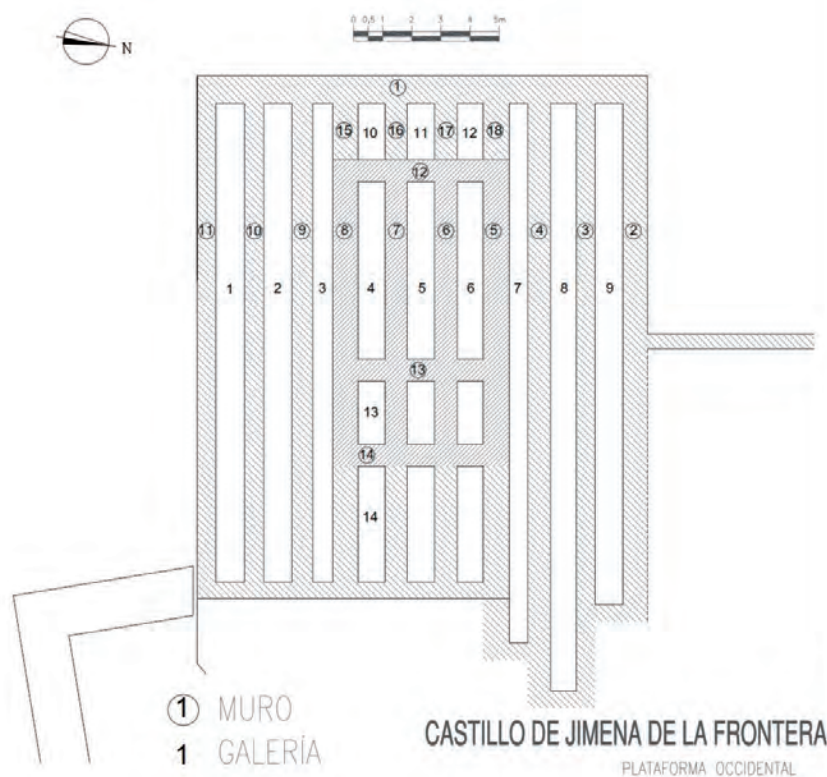 0 0,5 1 2 3 4 5m
N
1
15 10 16 11 17 12 18
12
11 10 9 8 7 6 5 4 3 2
1 2 3 4 5 6 7 8 9
13
13
14
14
1 MURO
1 GALERÍA
CASTILLO DE JIMENA DE LA FRONTERA
PLATAFORMA OCCIDENTAL